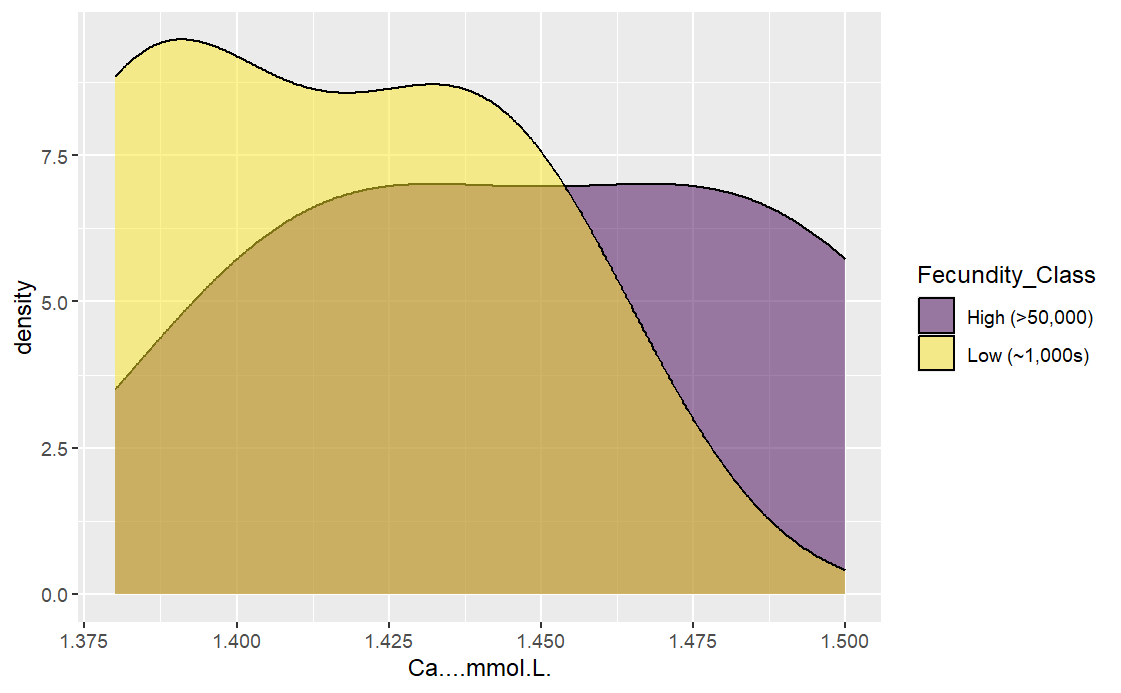 7.5
5.0
2.5
0.0
density
1.375
1.400
1.425
1.450
1.475
1.500
Ca....mmol.L.
Fecundity_Class
High (>50,000)
Low (~1,000s)